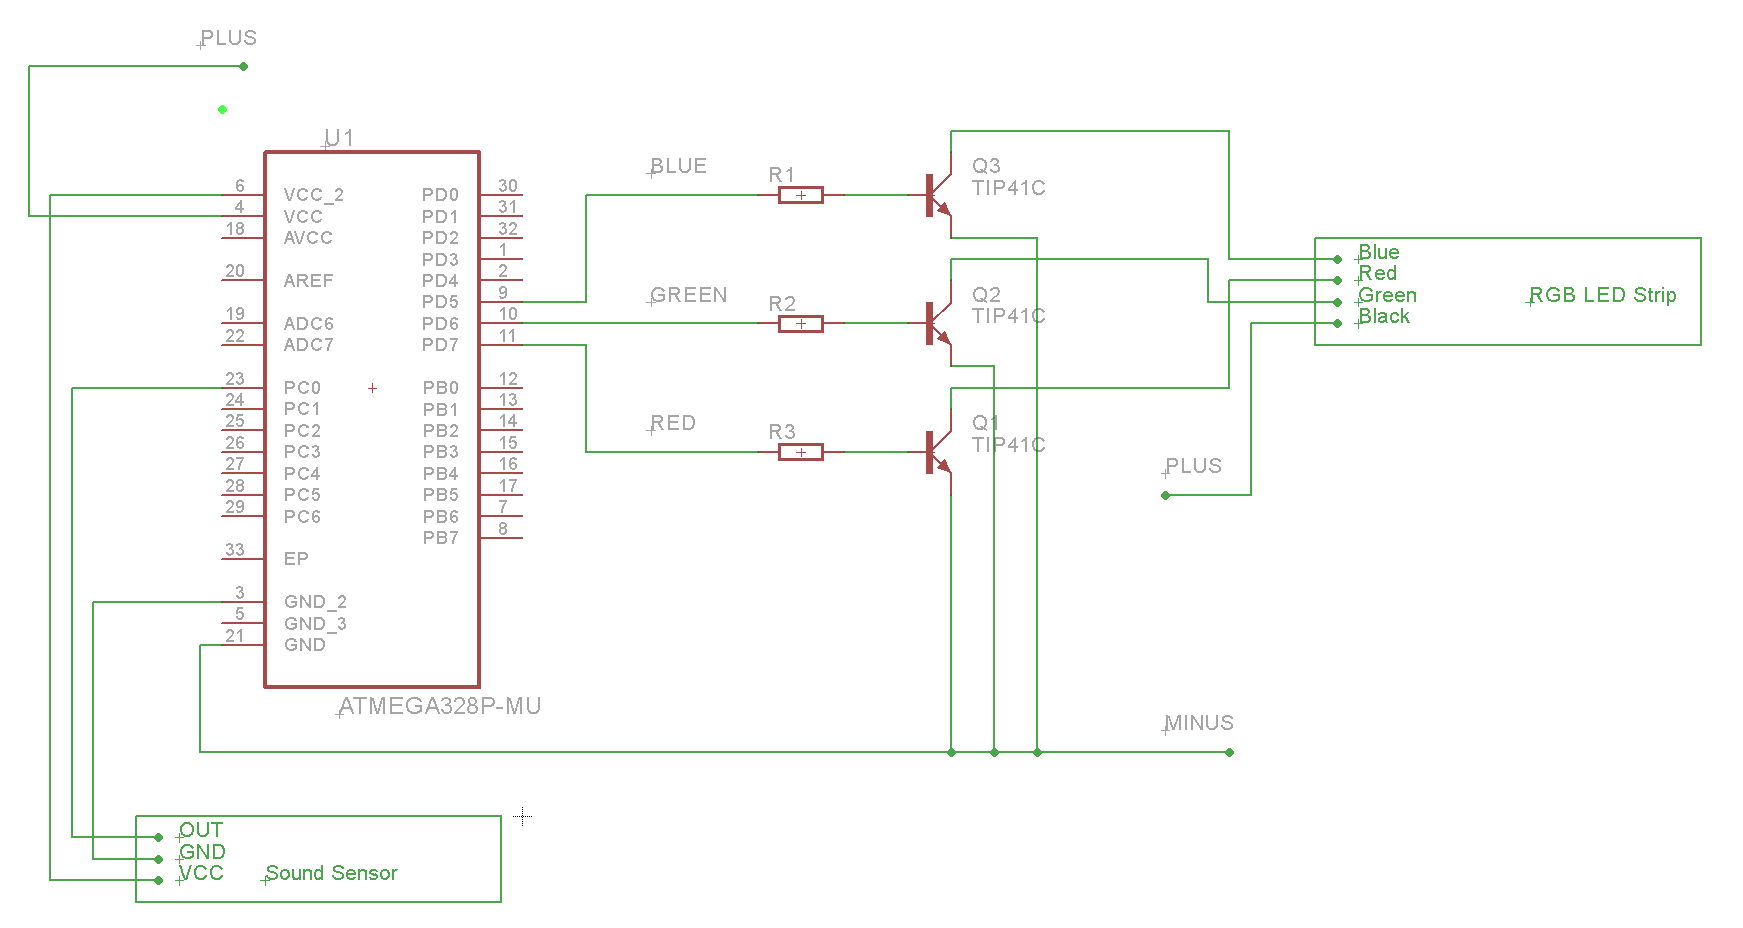 PLUS
U1
6 VCC_2
4 VCC
18 AVCC
20 AREF
19 ADC6
22 ADC7
23 PC0
24 PC1
25 PC2
26 PC3
27 PC4
28 PC5
29 PC6
33 EP
3 GND_2
5 GND_3
21 GND
PD0 30
PD1 31
PD2 32
PD3 1
PD4 2
PD5 9
PD6 10
PD7 11
PB0 12
PB1 13
PB2 14
PB3 15
PB4 16
PB5 17
PB6 7
PB7 8
ATMEGA328P-MU
BLUE
R1
Q3
TIP41C
GREEN
R2
Q2
TIP41C
RED
R3
Q1
TIP41C
Blue
Red
Green
Black
RGB LED Strip
PLUS
MINUS
OUT
GND
VCC
Sound Sensor